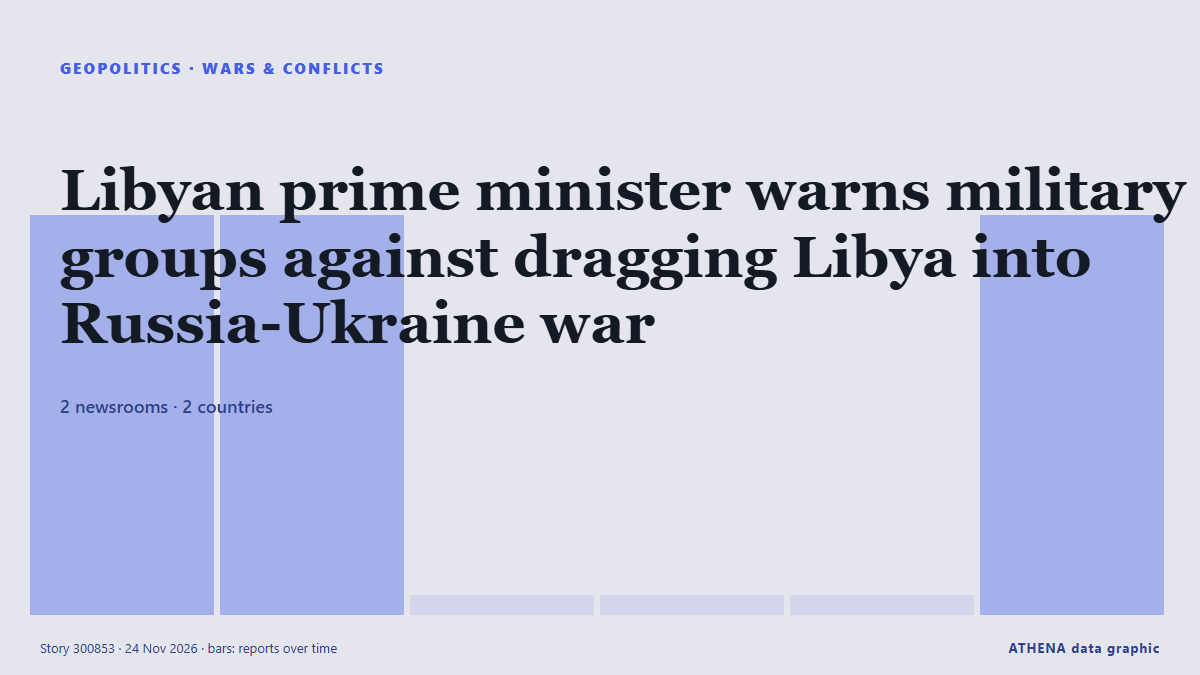 GEOPOLITICS · WARS & CONFLICTS
Libyan prime minister warns military
groups against dragging Libya into
Russia-Ukraine war
2 newsrooms · 2 countries
Story 300853 · 24 Nov 2026 · bars: reports over time
ATHENA data graphic